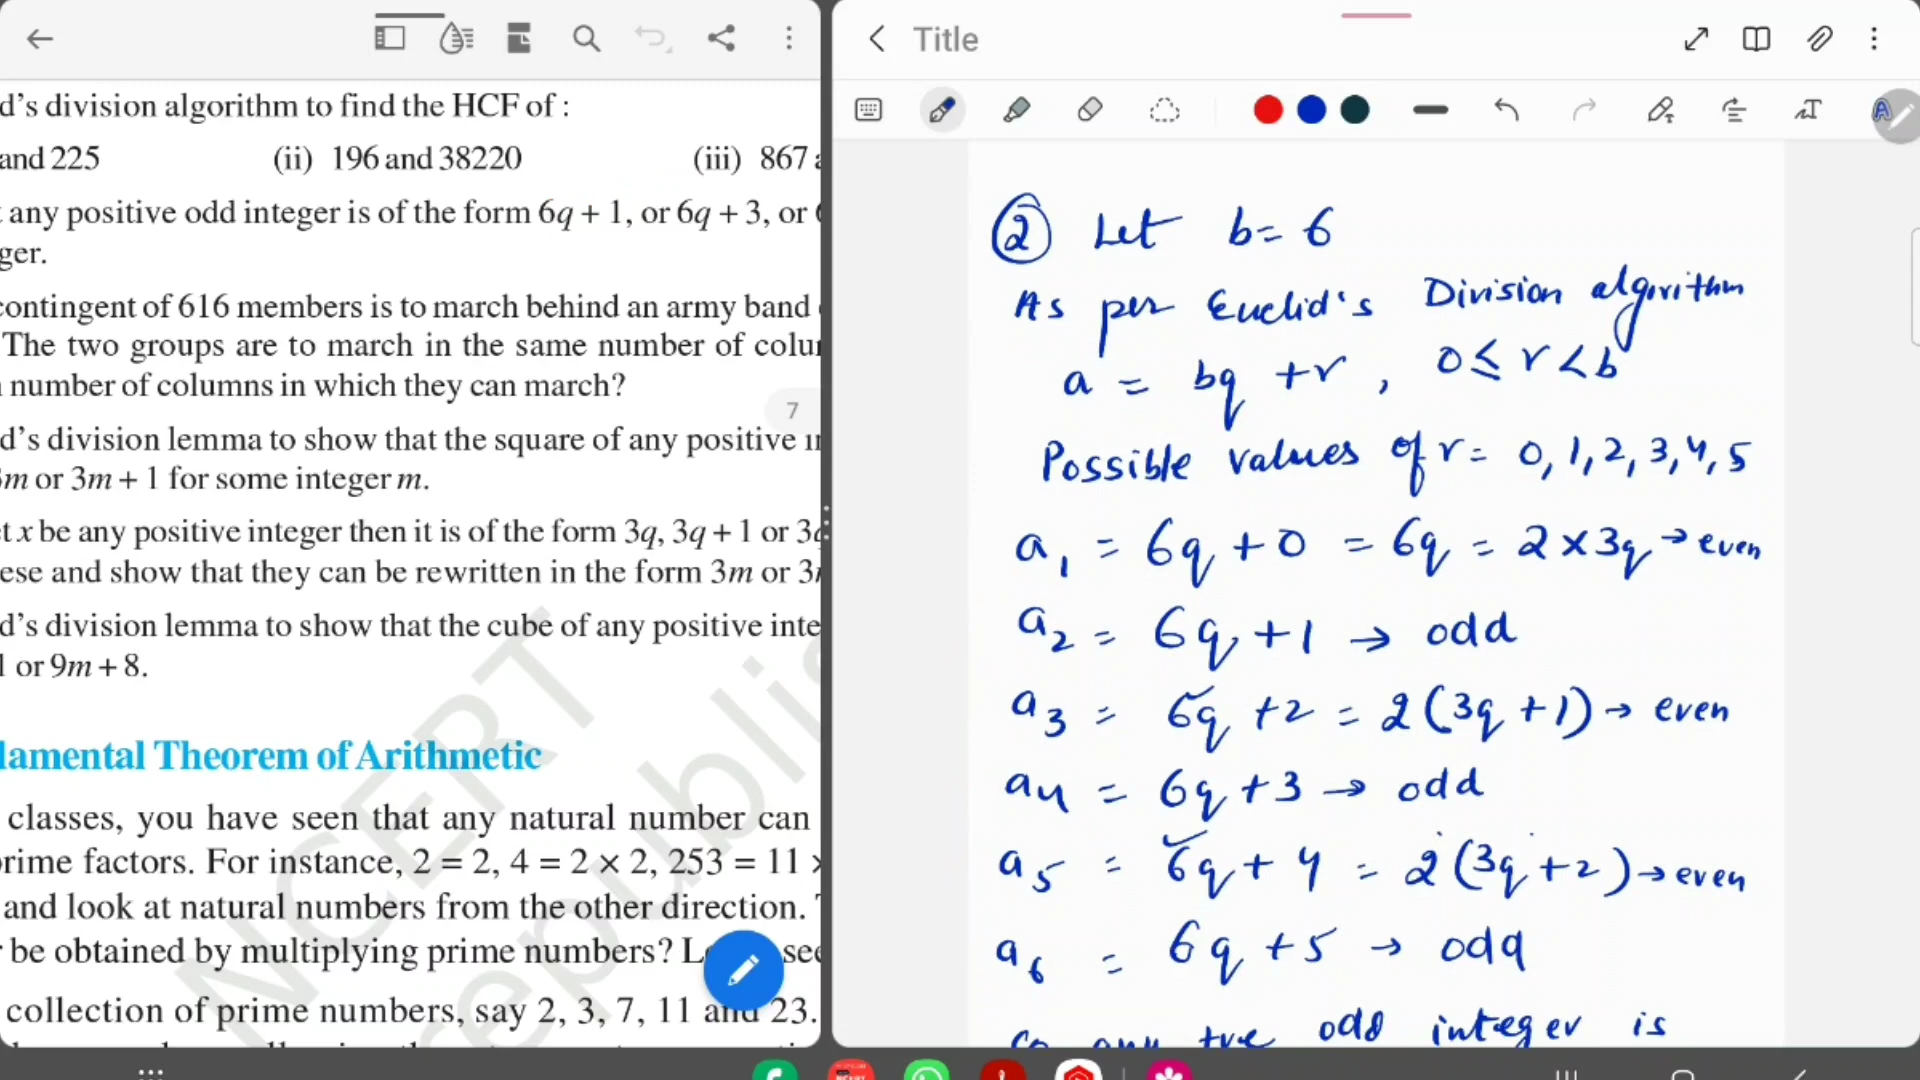 d's division algorithm to find the HCF of :
and 225 (ii) 196 and 38220 (iii) 867
any positive odd integer is of the form 6q + 1, or 6q + 3, or
ger.
contingent of 616 members is to march behind an army band
The two groups are to march in the same number of colu
number of columns in which they can march?
7
d's division lemma to show that the square of any positive
m or 3m + 1 for some integer m.
t x be any positive integer then it is of the form 3q, 3q + 1 or 3q
ese and show that they can be rewritten in the form 3m or 3
d's division lemma to show that the cube of any positive inte
or 9m + 8.
lamental Theorem of Arithmetic
classes, you have seen that any natural number can
rime factors. For instance, 2 = 2, 4 = 2 × 2, 253 = 11 ×
and look at natural numbers from the other direction.
be obtained by multiplying prime numbers? see
collection of prime numbers, say 2, 3, 7, 11 and 23.
NCERT
republis
Title
② Let b = 6
As per Euclid's Division algorithm
a = bq + r, 0 ≤ r < b
Possible values of r = 0, 1, 2, 3, 4, 5
a₁ = 6q + 0 = 6q = 2 × 3q → even
a₂ = 6q + 1 → odd
a₃ = 6q + 2 = 2(3q + 1) → even
a₄ = 6q + 3 → odd
a₅ = 6q + 4 = 2(3q + 2) → even
a₆ = 6q + 5 → odd
any +ve odd integer is